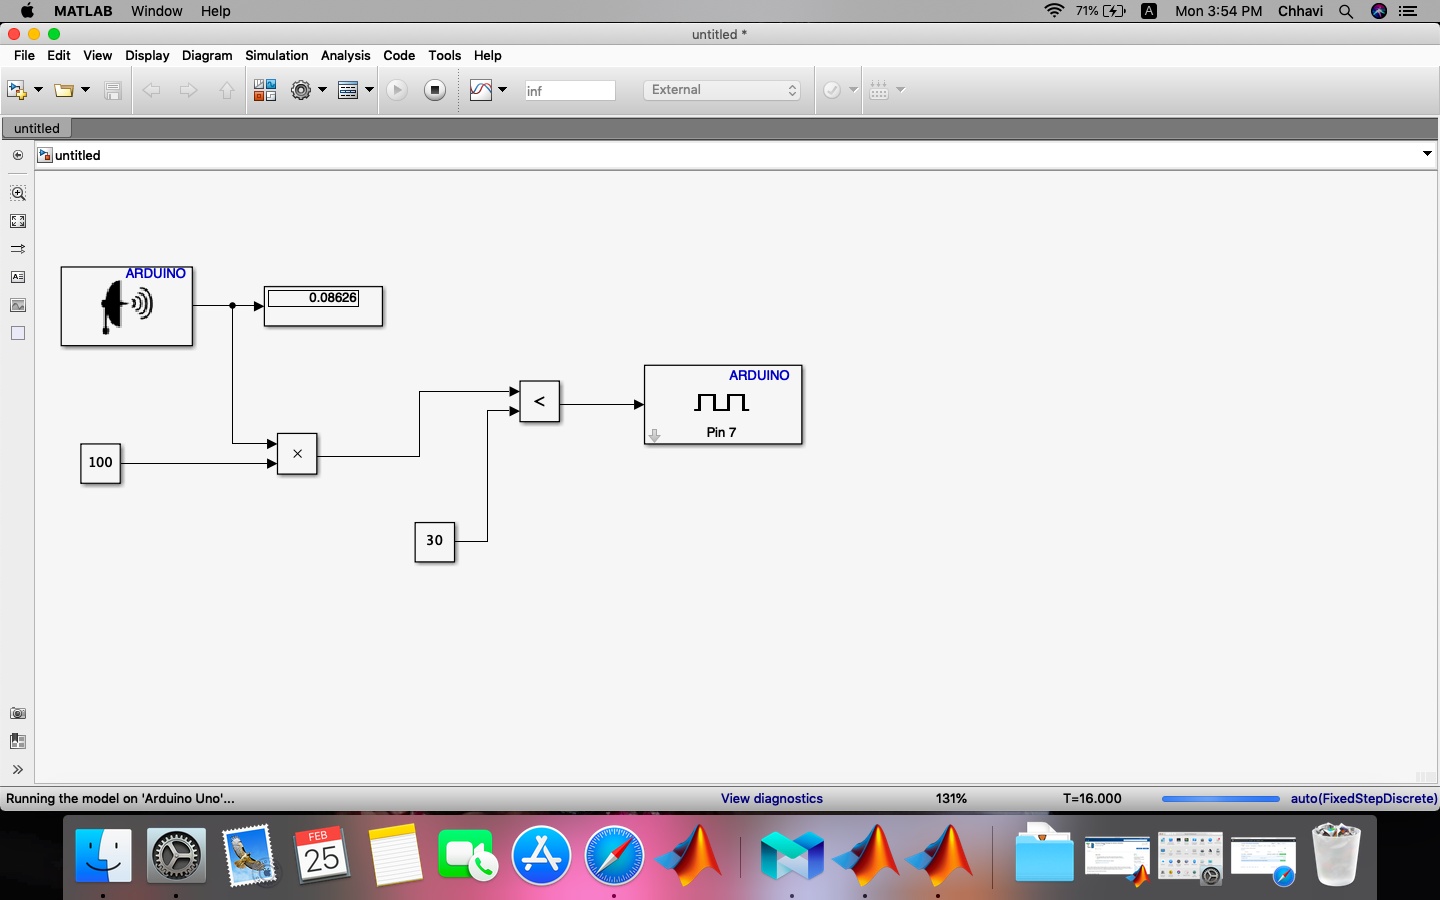 MATLAB Window Help 71% A Mon 3:54 PM Chhavi
untitled *
File Edit View Display Diagram Simulation Analysis Code Tools Help
inf External
untitled
untitled
ARDUINO
0.08626
ARDUINO
<
Pin 7
×
100
30
Running the model on 'Arduino Uno'... View diagnostics 131% T=16.000 auto(FixedStepDiscrete)
FEB
25